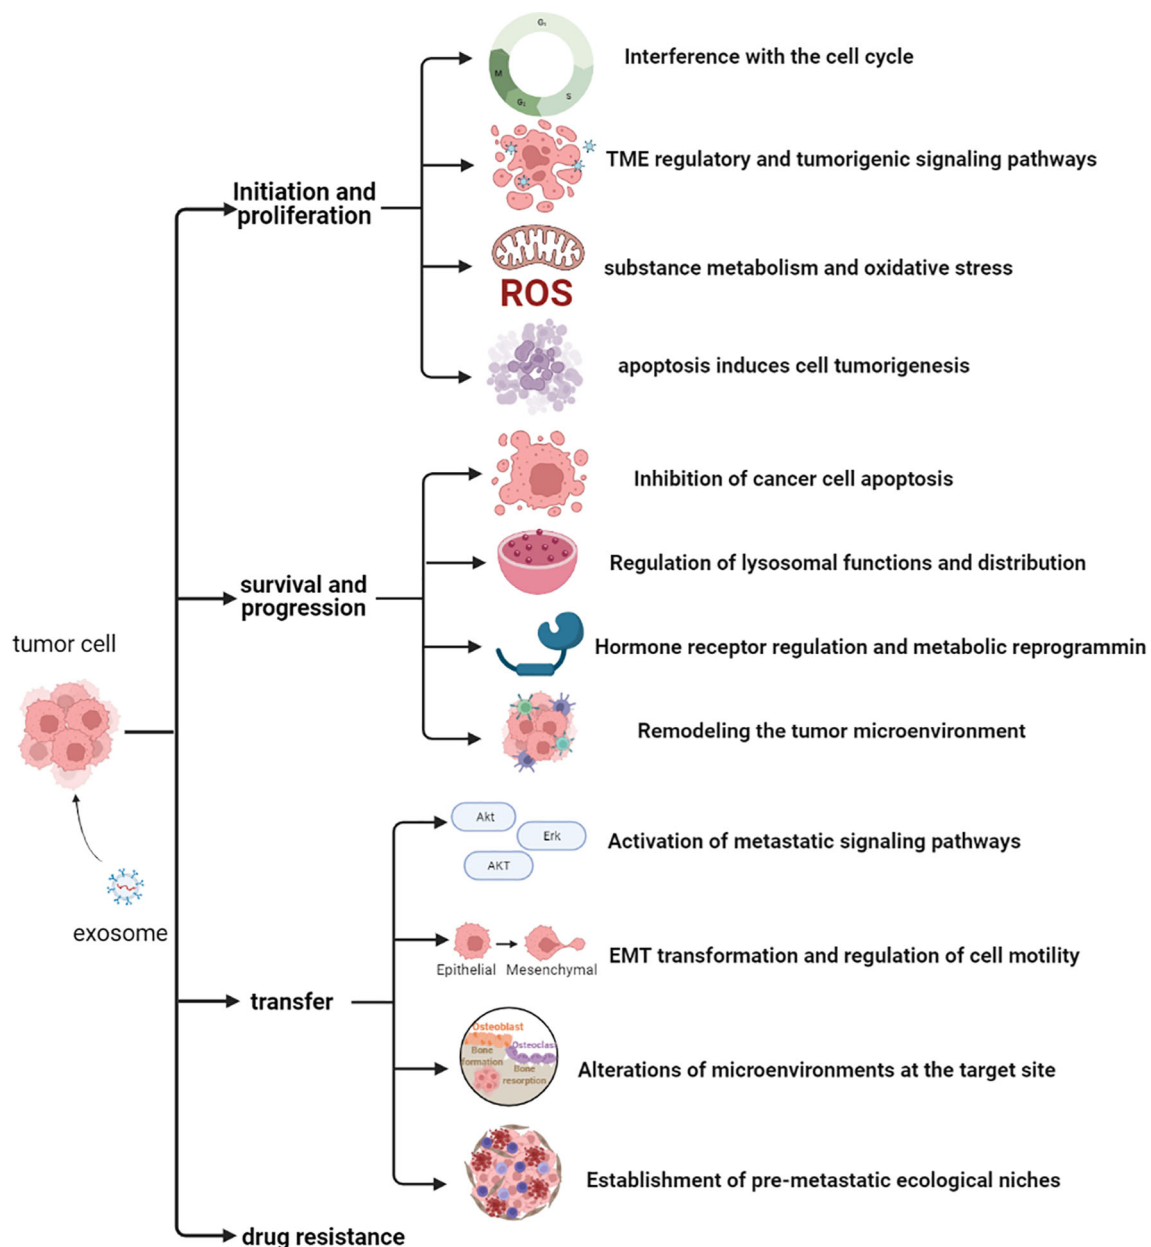 G₁
M
G₂
S
Interference with the cell cycle
TME regulatory and tumorigenic signaling pathways
Initiation and
proliferation
ROS
substance metabolism and oxidative stress
apoptosis induces cell tumorigenesis
Inhibition of cancer cell apoptosis
Regulation of lysosomal functions and distribution
survival and
progression
Hormone receptor regulation and metabolic reprogrammin
Remodeling the tumor microenvironment
tumor cell
exosome
Akt
Erk
AKT
Activation of metastatic signaling pathways
Epithelial
Mesenchymal
EMT transformation and regulation of cell motility
transfer
Osteoblast
Osteoclast
Bone
formation
Bone
resorption
Alterations of microenvironments at the target site
Establishment of pre-metastatic ecological niches
drug resistance